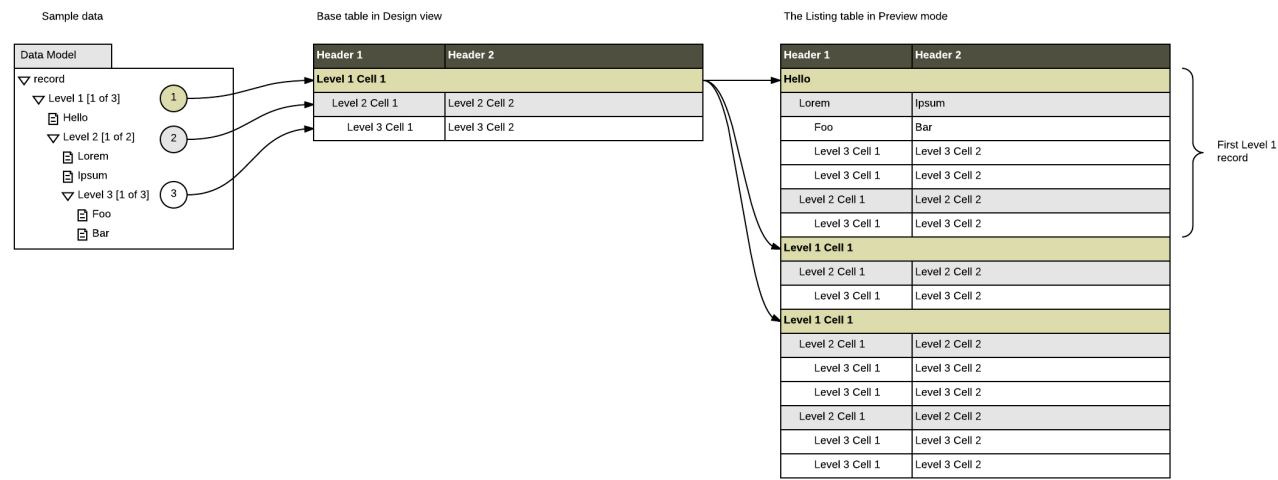 Sample data
Base table in Design view
The Listing table in Preview mode
Data Model
record
Level 1 [1 of 3]
Hello
Level 2 [1 of 2]
Lorem
Ipsum
Level 3 [1 of 3]
Foo
Bar
1
2
3
Header 1 Header 2
Level 1 Cell 1
Level 2 Cell 1 Level 2 Cell 2
Level 3 Cell 1 Level 3 Cell 2
Header 1 Header 2
Hello
Lorem Ipsum
Foo Bar
Level 3 Cell 1 Level 3 Cell 2
Level 3 Cell 1 Level 3 Cell 2
Level 2 Cell 1 Level 2 Cell 2
Level 3 Cell 1 Level 3 Cell 2
Level 1 Cell 1
Level 2 Cell 1 Level 2 Cell 2
Level 3 Cell 1 Level 3 Cell 2
Level 1 Cell 1
Level 2 Cell 1 Level 2 Cell 2
Level 3 Cell 1 Level 3 Cell 2
Level 3 Cell 1 Level 3 Cell 2
Level 2 Cell 1 Level 2 Cell 2
Level 3 Cell 1 Level 3 Cell 2
Level 3 Cell 1 Level 3 Cell 2
First Level 1
record